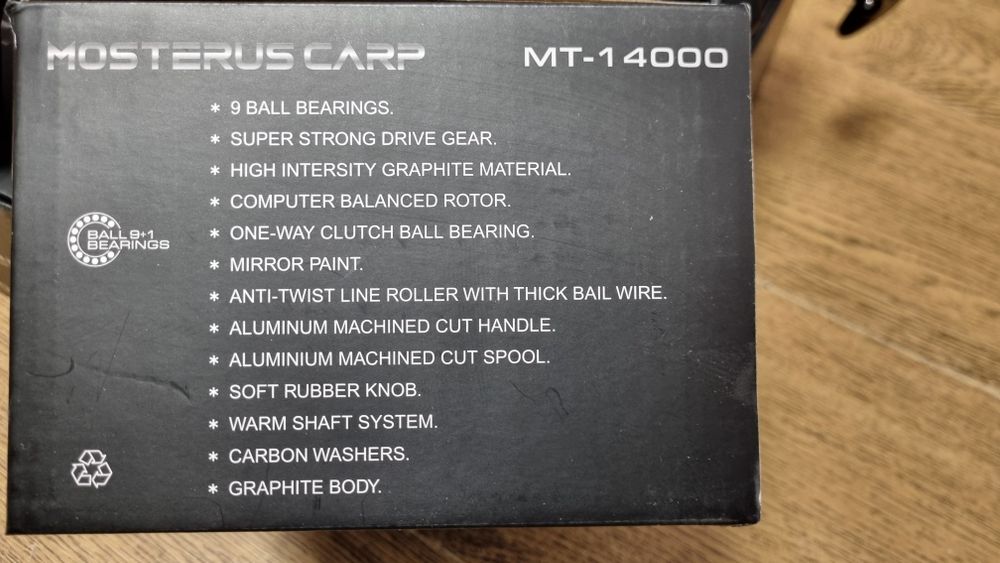 MOSTERUS CARP
MT-14000
* 9 BALL BEARINGS.
* SUPER STRONG DRIVE GEAR.
* HIGH INTERSITY GRAPHITE MATERIAL.
* COMPUTER BALANCED ROTOR.
* ONE-WAY CLUTCH BALL BEARING.
* MIRROR PAINT.
* ANTI-TWIST LINE ROLLER WITH THICK BAIL WIRE.
* ALUMINUM MACHINED CUT HANDLE.
* ALUMINIUM MACHINED CUT SPOOL.
* SOFT RUBBER KNOB.
* WARM SHAFT SYSTEM.
* CARBON WASHERS.
* GRAPHITE BODY.
BALL 9+1
BEARINGS